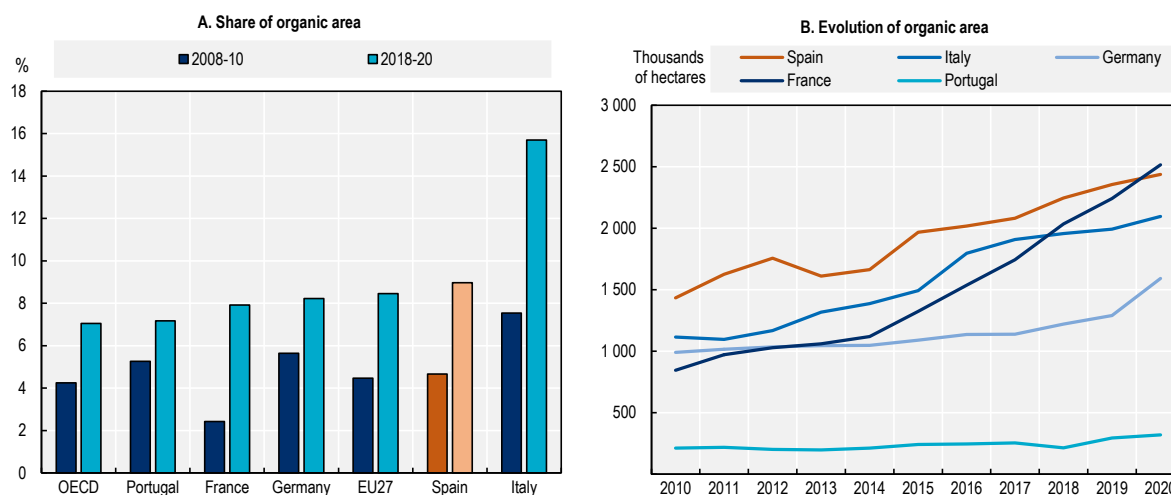 A. Share of organic area
2008-10 2018-20
%
18
16
14
12
10
8
6
4
2
0
OECD Portugal France Germany EU27 Spain Italy
B. Evolution of organic area
Thousands of hectares
Spain Italy Germany
France Portugal
3 000
2 500
2 000
1 500
1 000
500
2010 2011 2012 2013 2014 2015 2016 2017 2018 2019 2020